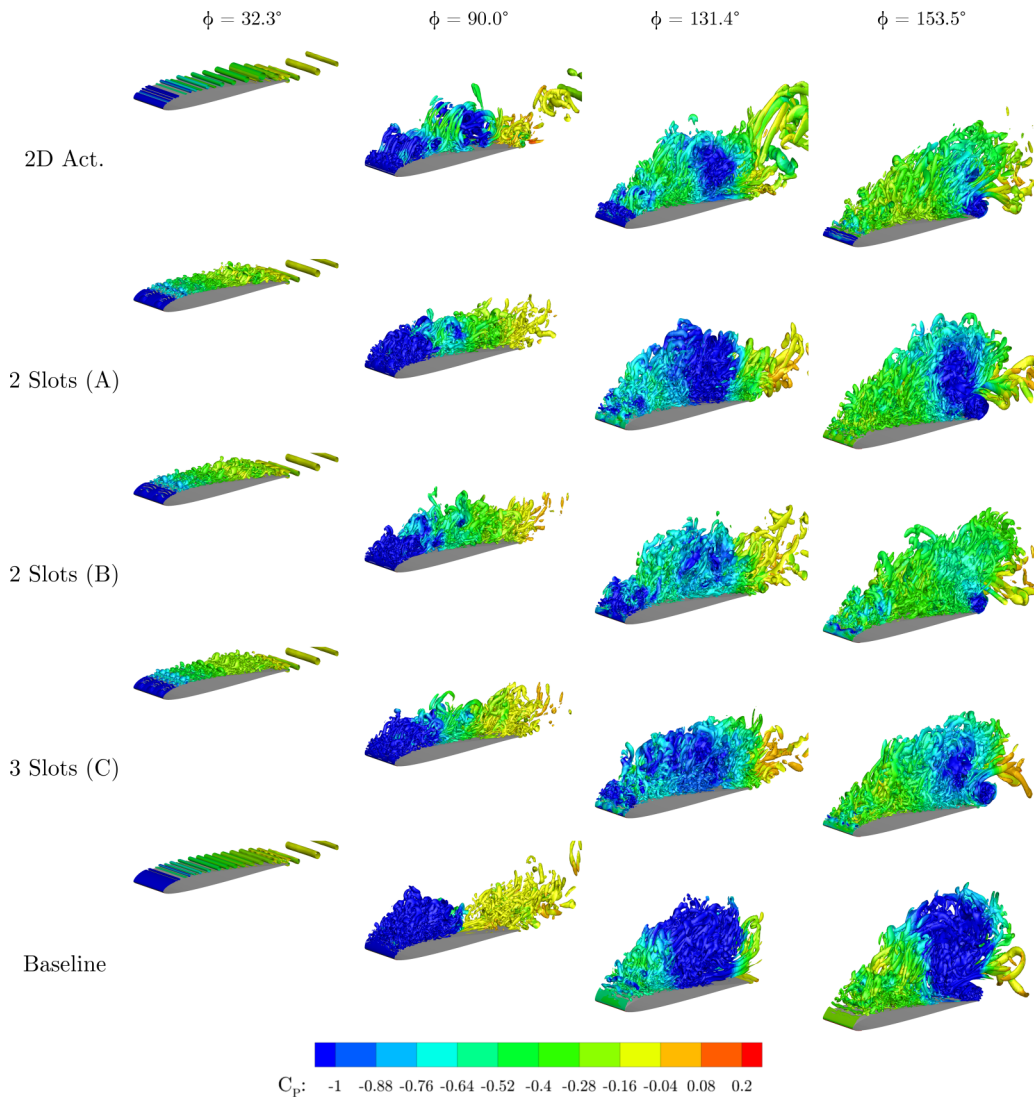 ϕ = 32.3° ϕ = 90.0° ϕ = 131.4° ϕ = 153.5°
2D Act.
2 Slots (A)
2 Slots (B)
3 Slots (C)
Baseline
C_P: -1 -0.88 -0.76 -0.64 -0.52 -0.4 -0.28 -0.16 -0.04 0.08 0.2